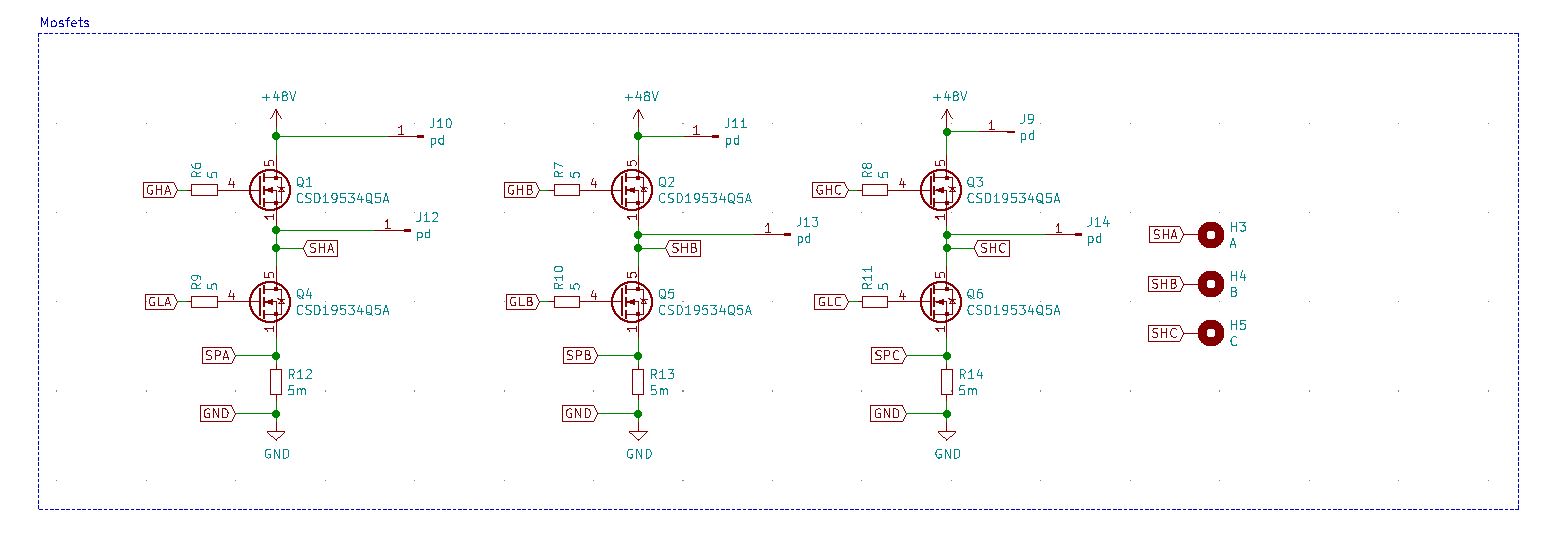 Mosfets
+48V
+48V
+48V
1
J10
pd
1
J11
pd
1
J9
pd
GHA
R6
5
4
5
1
Q1
CSD19534Q5A
GHB
R7
5
4
5
1
Q2
CSD19534Q5A
GHC
R8
5
4
5
1
Q3
CSD19534Q5A
1
J12
pd
1
J13
pd
1
J14
pd
SHA
SHB
SHC
SHA
H3
A
SHB
H4
B
SHC
H5
C
GLA
R9
5
4
5
1
Q4
CSD19534Q5A
GLB
R10
5
4
5
1
Q5
CSD19534Q5A
GLC
R11
5
4
5
1
Q6
CSD19534Q5A
SPA
SPB
SPC
R12
5m
R13
5m
R14
5m
GND
GND
GND
GND
GND
GND